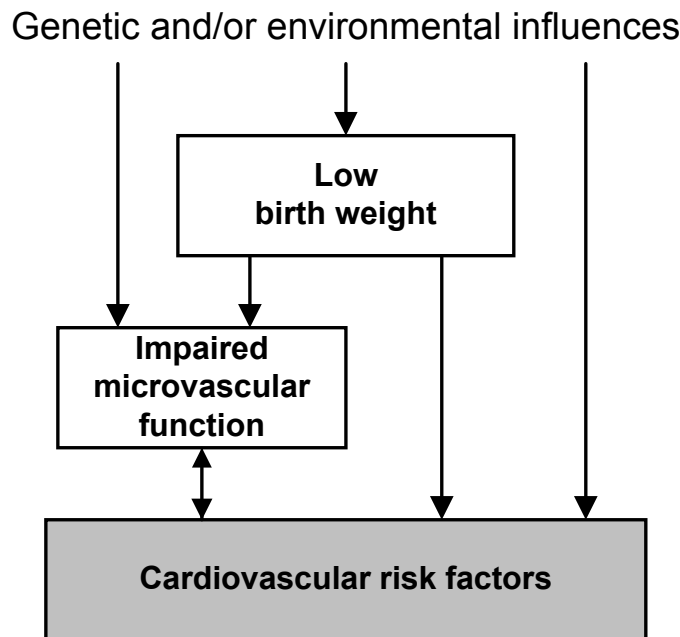 Genetic and/or environmental influences
Low
birth weight
Impaired
microvascular
function
Cardiovascular risk factors